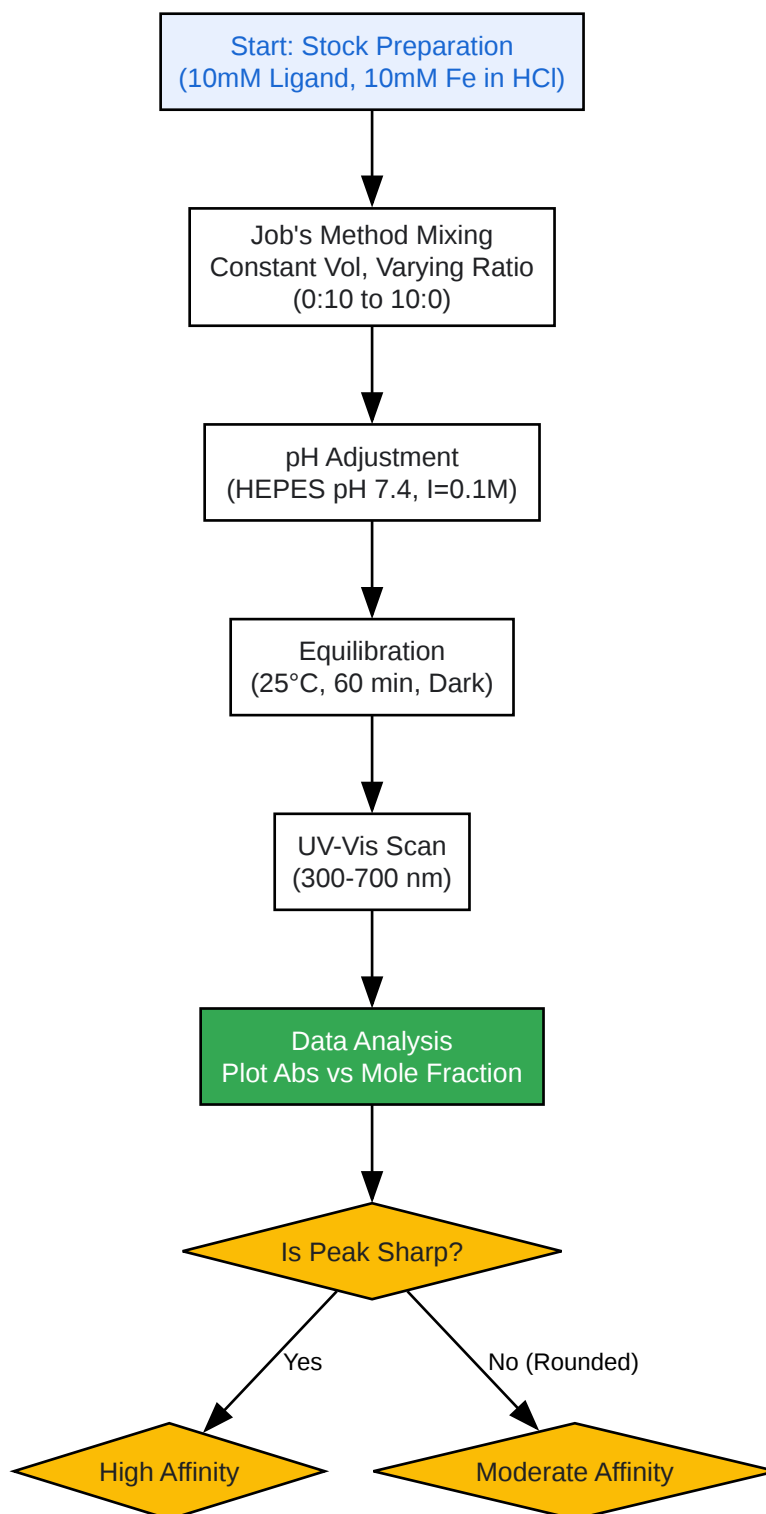 Start: Stock Preparation
(10mM Ligand, 10mM Fe in HCl)
Job's Method Mixing
Constant Vol, Varying Ratio
(0:10 to 10:0)
pH Adjustment
(HEPES pH 7.4, I=0.1M)
Equilibration
(25°C, 60 min, Dark)
UV-Vis Scan
(300-700 nm)
Data Analysis
Plot Abs vs Mole Fraction
Is Peak Sharp?
Yes
No (Rounded)
High Affinity
Moderate Affinity